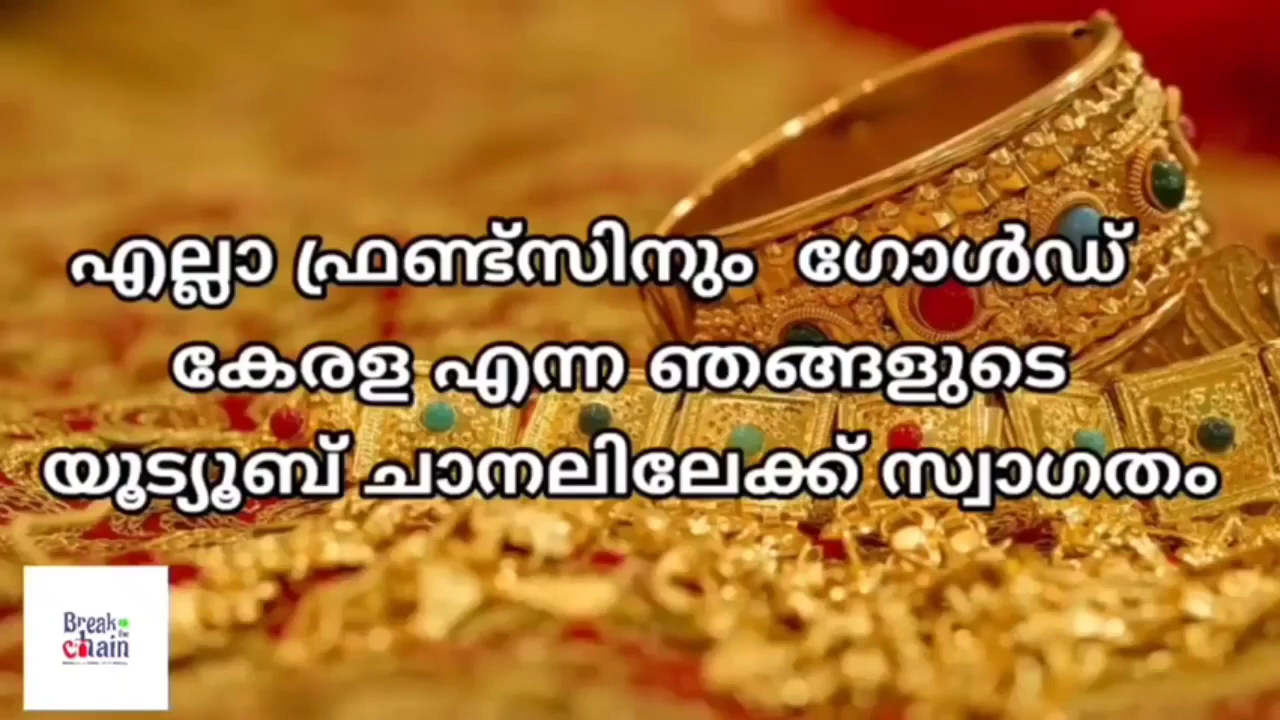 എല്ലാ ഫ്രണ്ട്സിനും ഗോൾഡ്
കേരള എന്ന ഞങ്ങളുടെ
യൂട്യൂബ് ചാനലിലേക്ക് സ്വാഗതം
Break the
chain